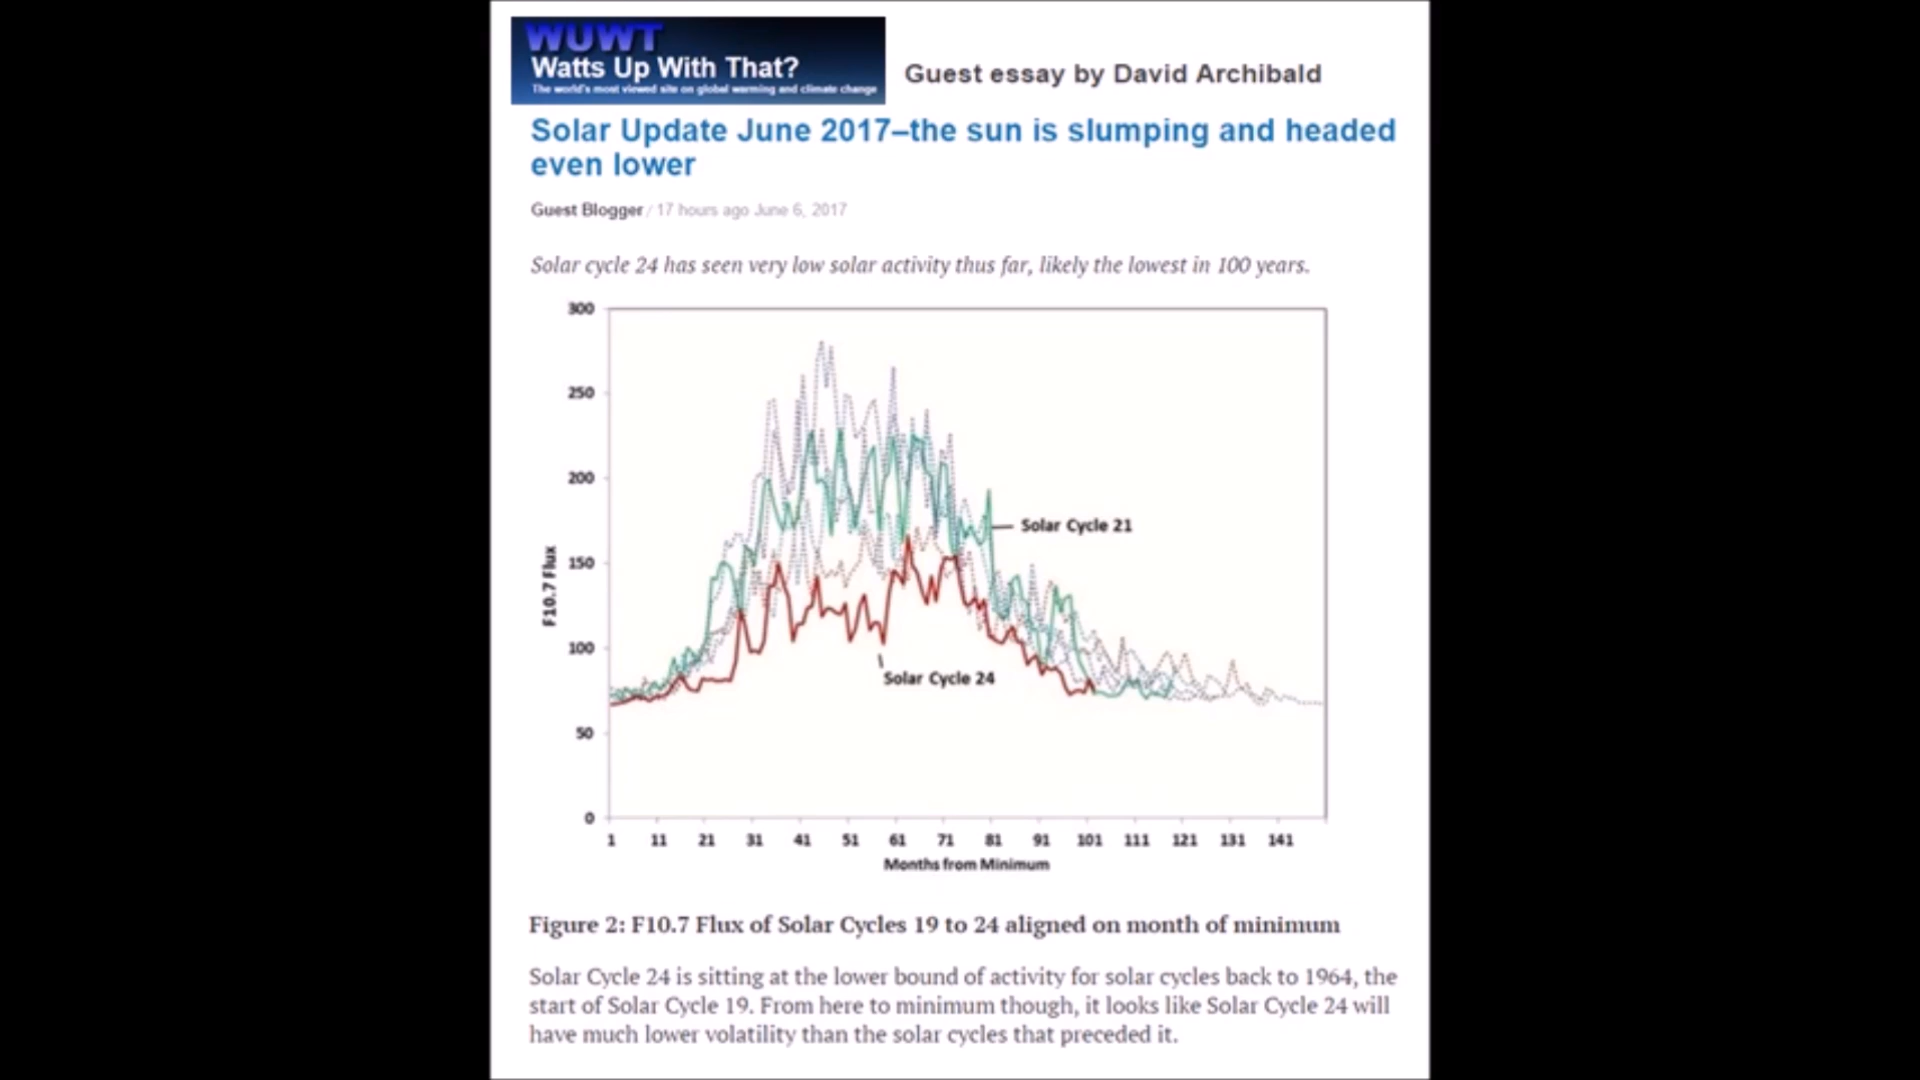 WUWT
Watts Up With That?
The world's most viewed site on global warming and climate change
Guest essay by David Archibald
Solar Update June 2017–the sun is slumping and headed
even lower
Guest Blogger / 17 hours ago June 6, 2017
Solar cycle 24 has seen very low solar activity thus far, likely the lowest in 100 years.
300
250
200
150
100
50
0
F10.7 Flux
Solar Cycle 21
Solar Cycle 24
1 11 21 31 41 51 61 71 81 91 101 111 121 131 141
Months from Minimum
Figure 2: F10.7 Flux of Solar Cycles 19 to 24 aligned on month of minimum
Solar Cycle 24 is sitting at the lower bound of activity for solar cycles back to 1964, the
start of Solar Cycle 19. From here to minimum though, it looks like Solar Cycle 24 will
have much lower volatility than the solar cycles that preceded it.